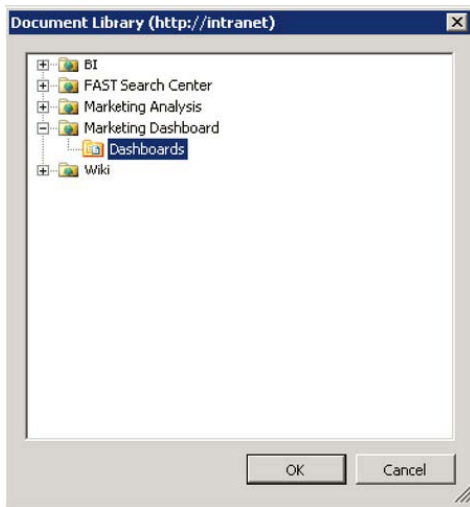 Document Library (http://intranet)
BI
FAST Search Center
Marketing Analysis
Marketing Dashboard
Dashboards
Wiki
OK
Cancel